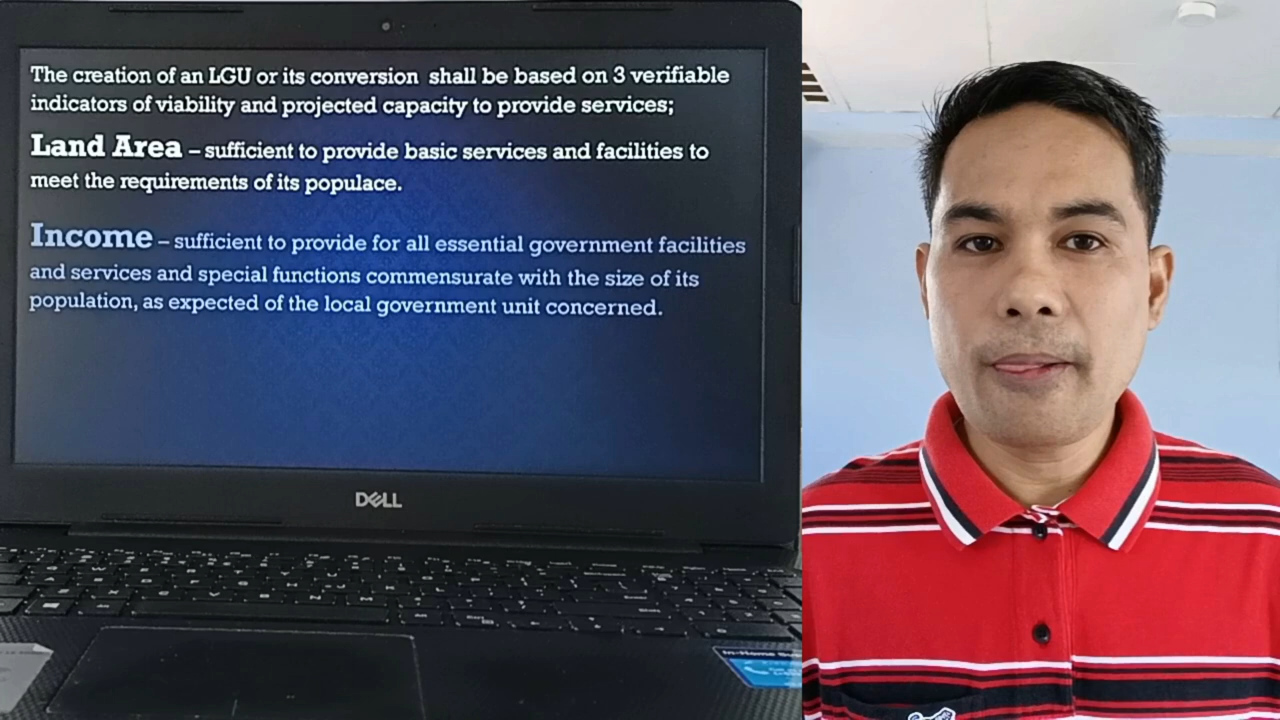 The creation of an LGU or its conversion shall be based on 3 verifiable
indicators of viability and projected capacity to provide services;
Land Area – sufficient to provide basic services and facilities to
meet the requirements of its populace.
Income – sufficient to provide for all essential government facilities
and services and special functions commensurate with the size of its
population, as expected of the local government unit concerned.
DELL